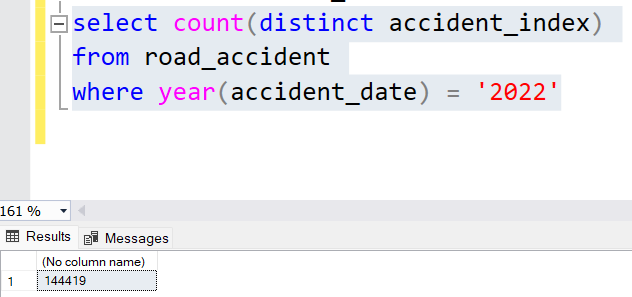 select count(distinct accident_index)
from road_accident
where year(accident_date) = '2022'
161 %
Results Messages
(No column name)
1 144419